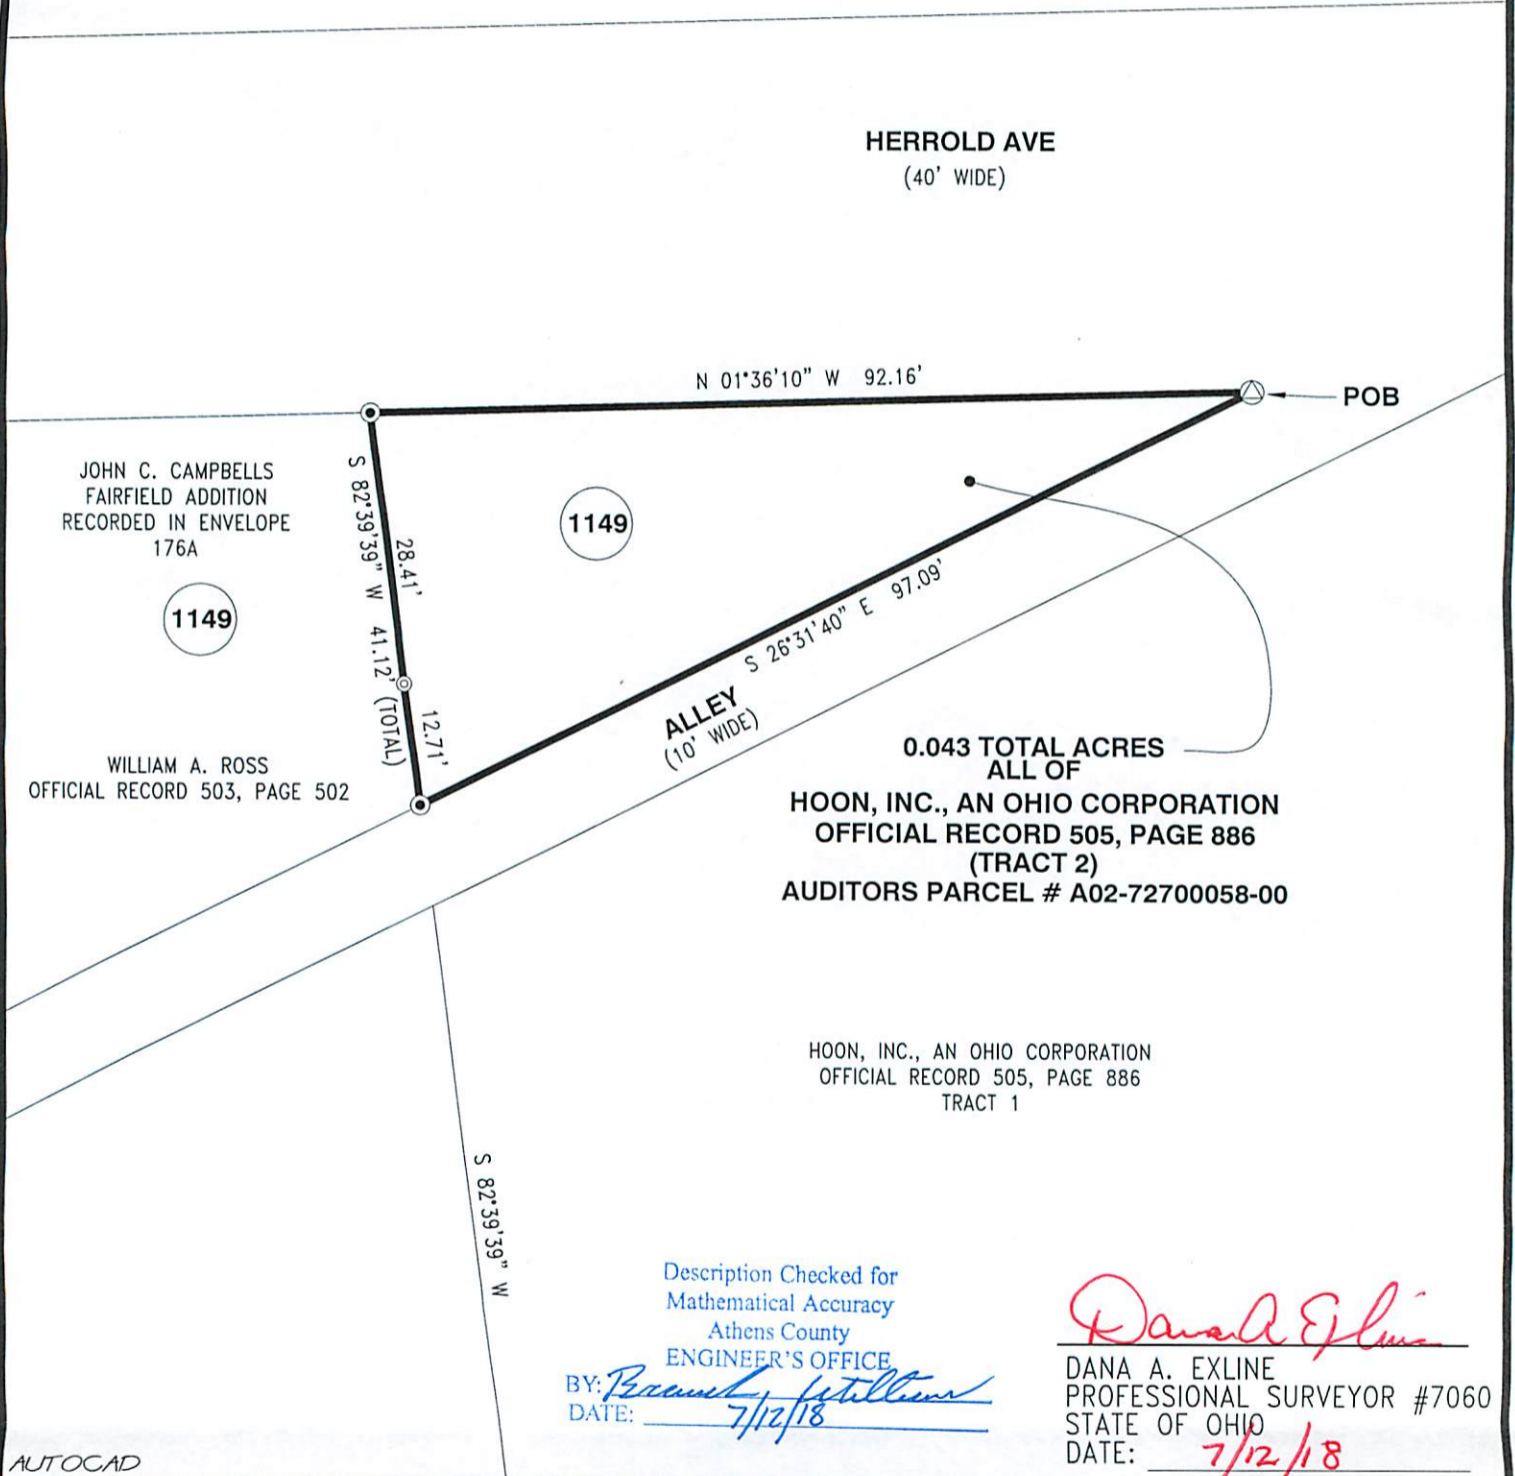 HERROLD AVE
(40' WIDE)
N 01°36'10" W 92.16'
POB
JOHN C. CAMPBELLS
FAIRFIELD ADDITION
RECORDED IN ENVELOPE
176A
1149
S 82°39'39" W 41.12' (TOTAL)
28.41'
12.71'
1149
S 26°31'40" E 97.09'
ALLEY
(10' WIDE)
WILLIAM A. ROSS
OFFICIAL RECORD 503, PAGE 502
0.043 TOTAL ACRES
ALL OF
HOON, INC., AN OHIO CORPORATION
OFFICIAL RECORD 505, PAGE 886
(TRACT 2)
AUDITORS PARCEL # A02-72700058-00
HOON, INC., AN OHIO CORPORATION
OFFICIAL RECORD 505, PAGE 886
TRACT 1
S 82°39'39" W
Description Checked for
Mathematical Accuracy
Athens County
ENGINEER'S OFFICE
BY:
DATE: 7/12/18
Dana A Exline
DANA A. EXLINE
PROFESSIONAL SURVEYOR #7060
STATE OF OHIO
DATE: 7/12/18
AUTOCAD